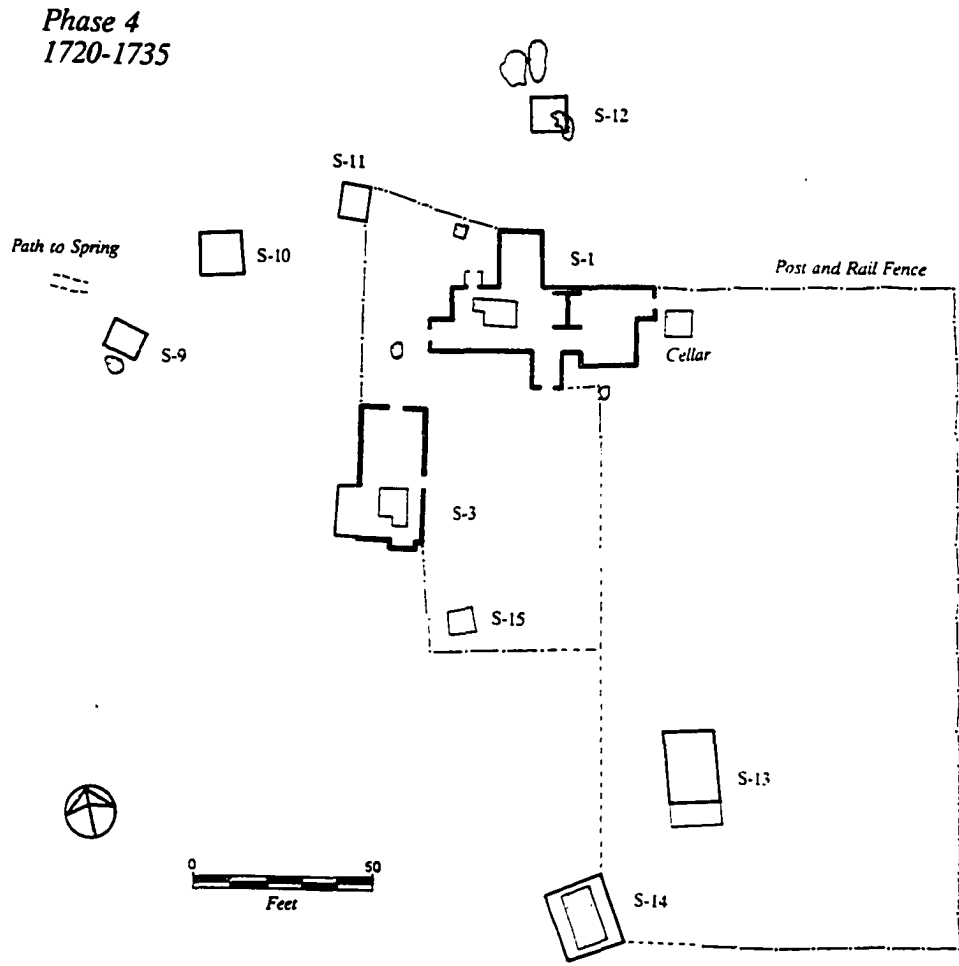 Phase 4
1720-1735
S-12
S-11
S-10
Path to Spring
S-1
Post and Rail Fence
S-9
Cellar
S-3
S-15
S-13
0 50
Feet
S-14